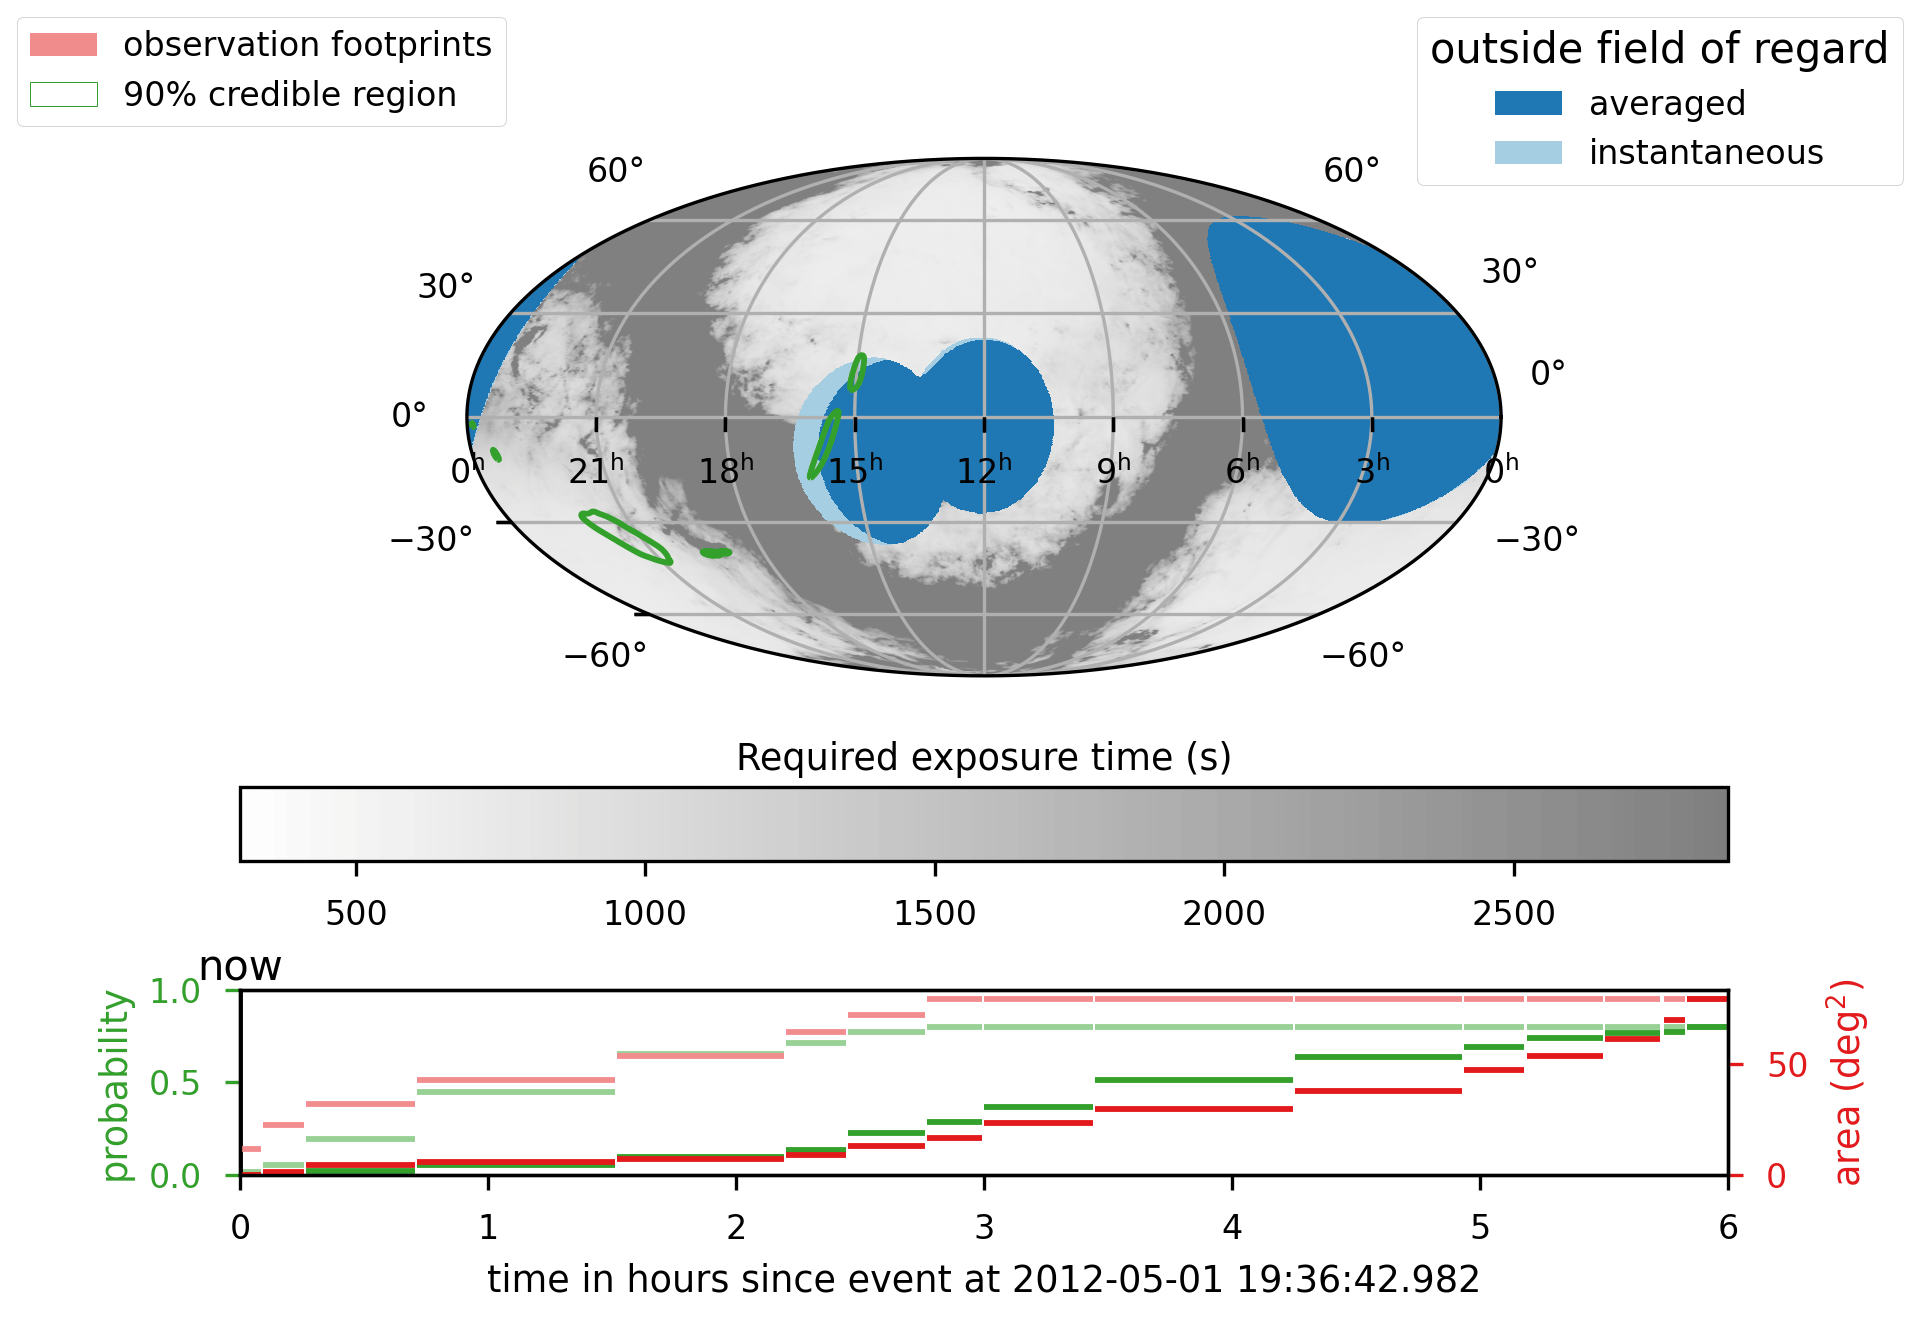 observation footprints
90% credible region
outside field of regard
averaged
instantaneous
60° 60°
30° 30°
0° 0°
0ʰ 21ʰ 18ʰ 15ʰ 12ʰ 9ʰ 6ʰ 3ʰ 0ʰ
−30° −30°
−60° −60°
Required exposure time (s)
500 1000 1500 2000 2500
now
probability
1.0
0.5
0.0
area (deg²)
50
0
0 1 2 3 4 5 6
time in hours since event at 2012-05-01 19:36:42.982